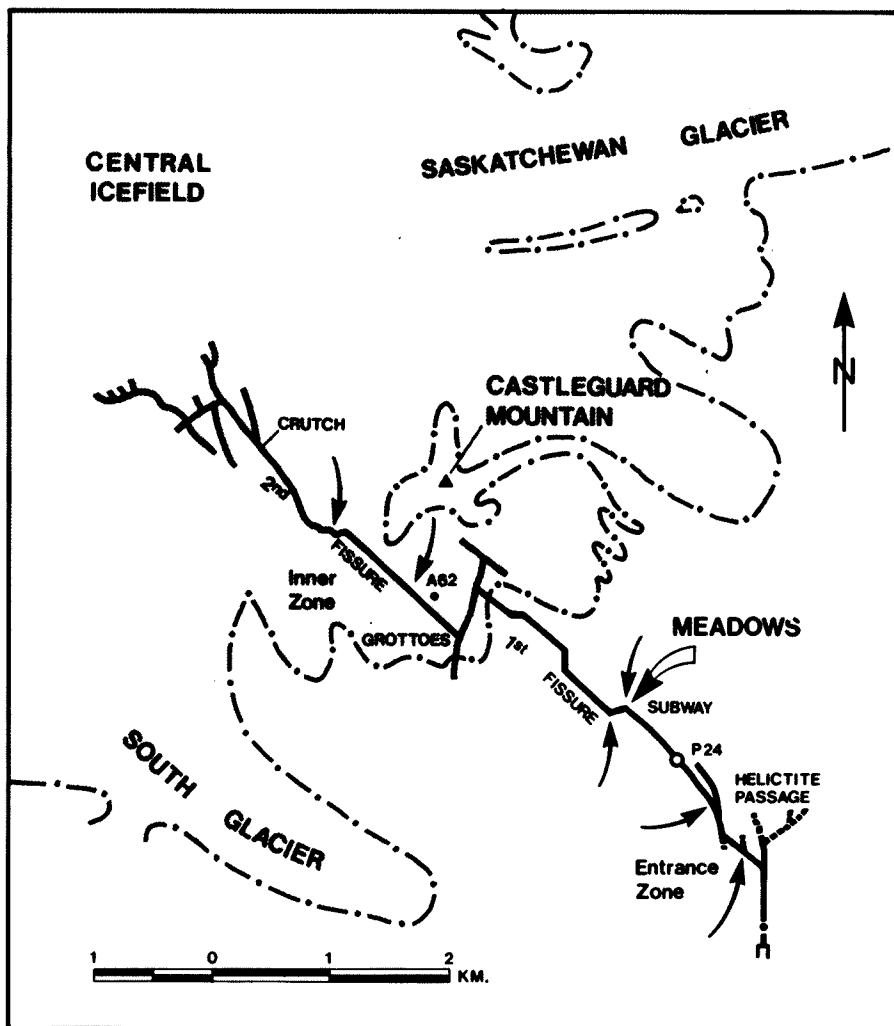 SASKATCHEWAN GLACIER
CENTRAL
ICEFIELD
N
CASTLEGUARD
MOUNTAIN
CRUTCH
2nd
FISSURE
A62
Inner
Zone
GROTTOES
1st
FISSURE
MEADOWS
SUBWAY
P24
HELICTITE
PASSAGE
SOUTH GLACIER
Entrance
Zone
1 0 1 2
KM.